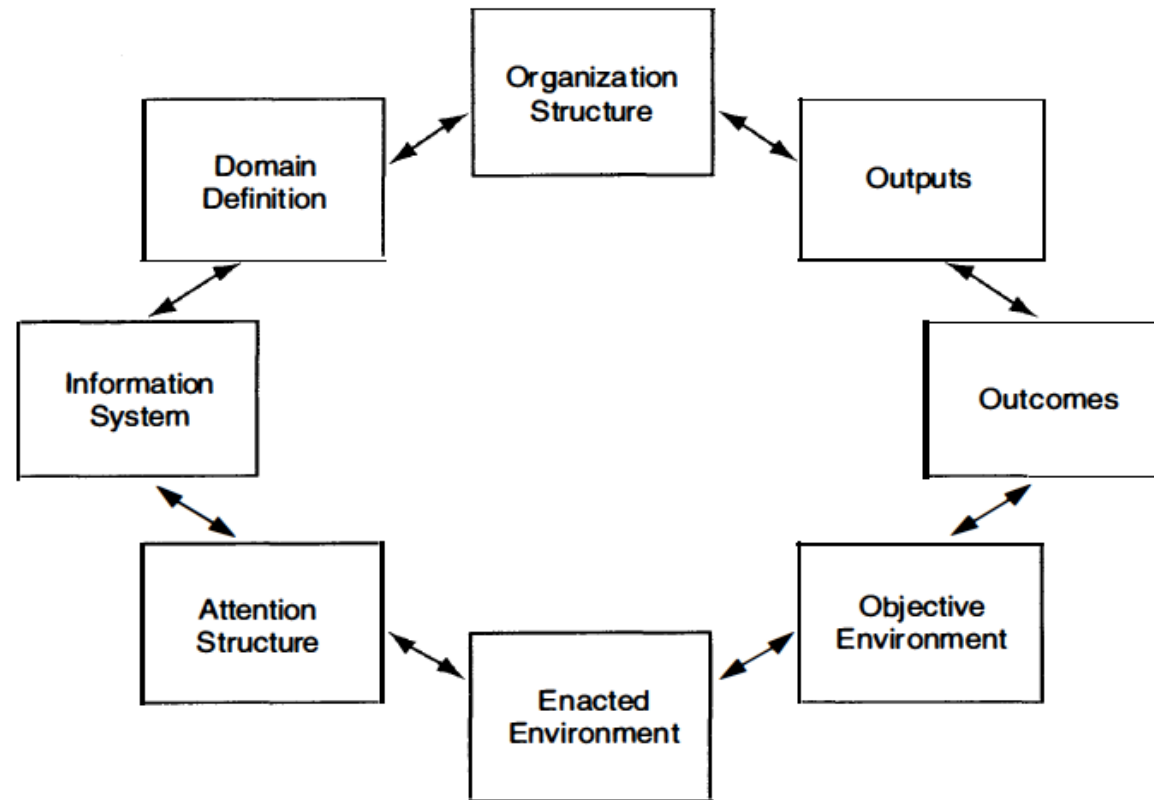 Organization
Structure
Domain
Definition
Outputs
Information
System
Outcomes
Attention
Structure
Objective
Environment
Enacted
Environment